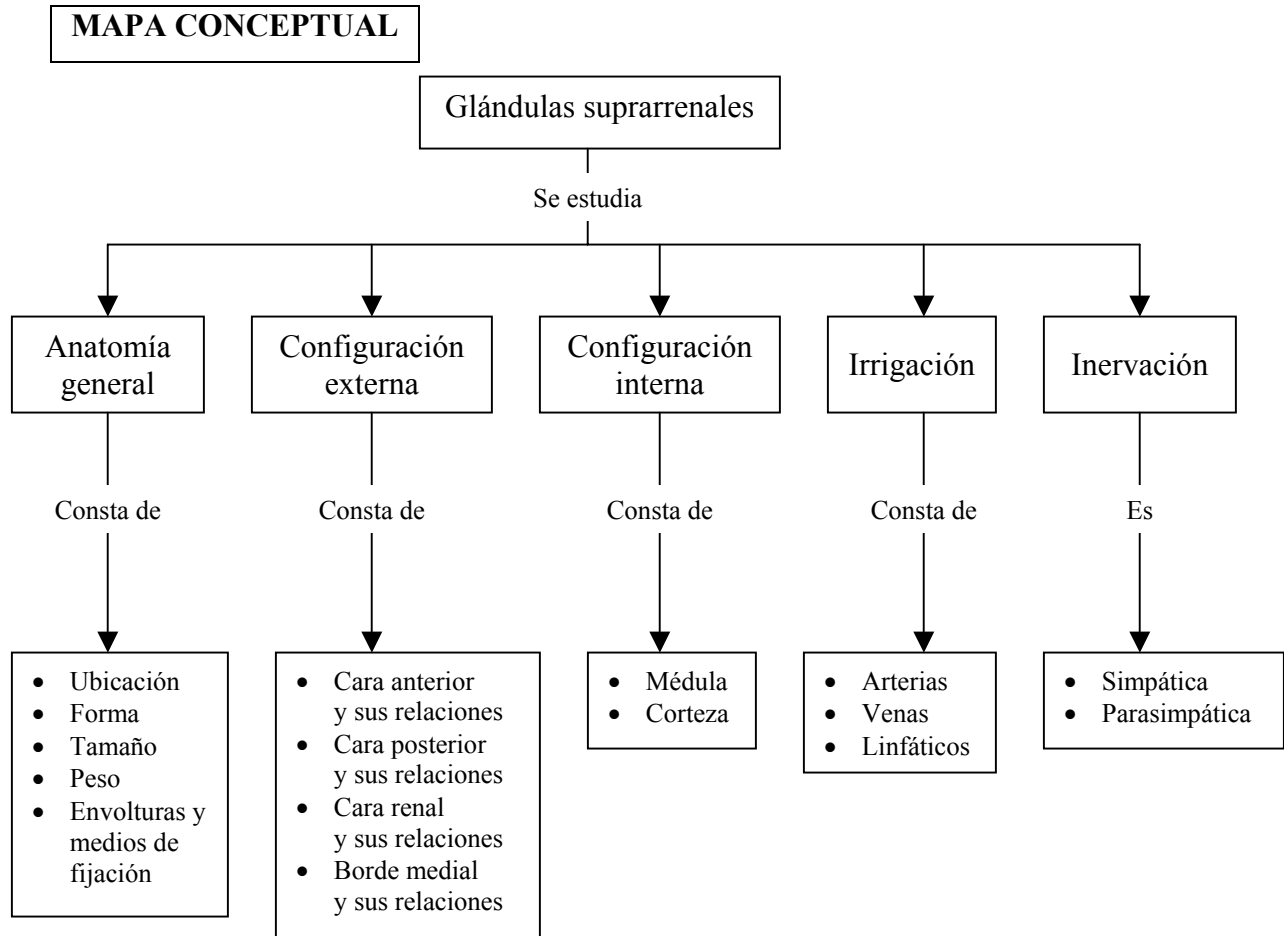 MAPA CONCEPTUAL
Glándulas suprarrenales
Se estudia
Anatomía
general
Configuración
externa
Configuración
interna
Irrigación
Inervación
Consta de
Consta de
Consta de
Consta de
Es
• Ubicación
• Forma
• Tamaño
• Peso
• Envolturas y
medios de
fijación
• Cara anterior
y sus relaciones
• Cara posterior
y sus relaciones
• Cara renal
y sus relaciones
• Borde medial
y sus relaciones
• Médula
• Corteza
• Arterias
• Venas
• Linfáticos
• Simpática
• Parasimpática